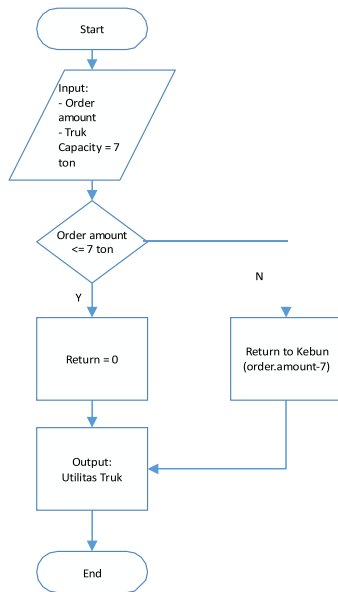 Start
Input:
- Order
amount
- Truk
Capacity = 7
ton
Order amount
<= 7 ton
Y
N
Return = 0
Return to Kebun
(order.amount-7)
Output:
Utilitas Truk
End